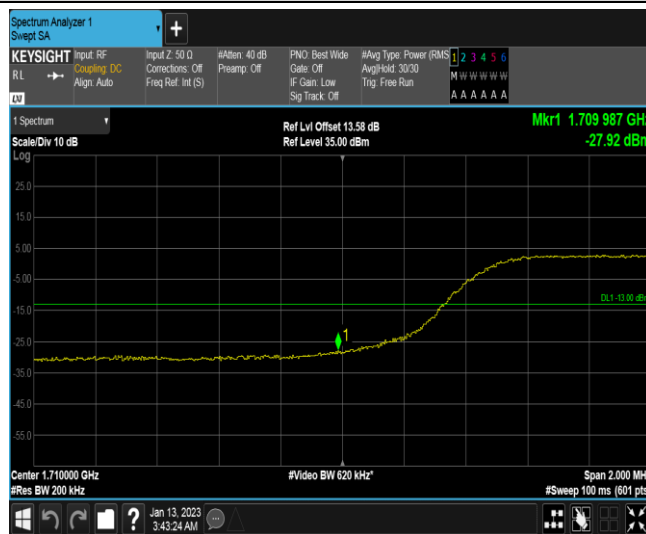 Spectrum Analyzer 1
Swept SA
+
KEYSIGHT
RL
LXI
Input: RF
Coupling: DC
Align: Auto
Input Z: 50 Ω
Corrections: Off
Freq Ref: Int (S)
#Atten: 40 dB
Preamp: Off
PNO: Best Wide
Gate: Off
IF Gain: Low
Sig Track: Off
#Avg Type: Power (RMS
Avg|Hold: 30/30
Trig: Free Run
1 2 3 4 5 6
M W W W W W
A A A A A A
1 Spectrum
Scale/Div 10 dB
Ref Lvl Offset 13.58 dB
Ref Level 35.00 dBm
Mkr1 1.709 987 GHz
-27.92 dBm
Log
25.0
15.0
5.00
-5.00
DL1 -13.00 dBm
-15.0
1
-25.0
-35.0
-45.0
-55.0
Center 1.710000 GHz
#Video BW 620 kHz*
Span 2.000 MH
#Res BW 200 kHz
#Sweep 100 ms (601 pts
?
Jan 13, 2023
3:43:24 AM